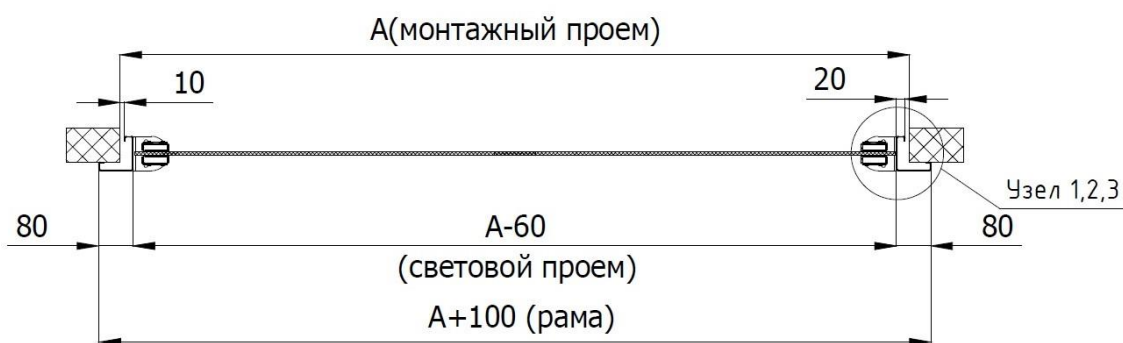 А(монтажный проем)
10
20
Узел 1,2,3
80
А-60
80
(световой проем)
А+100 (рама)